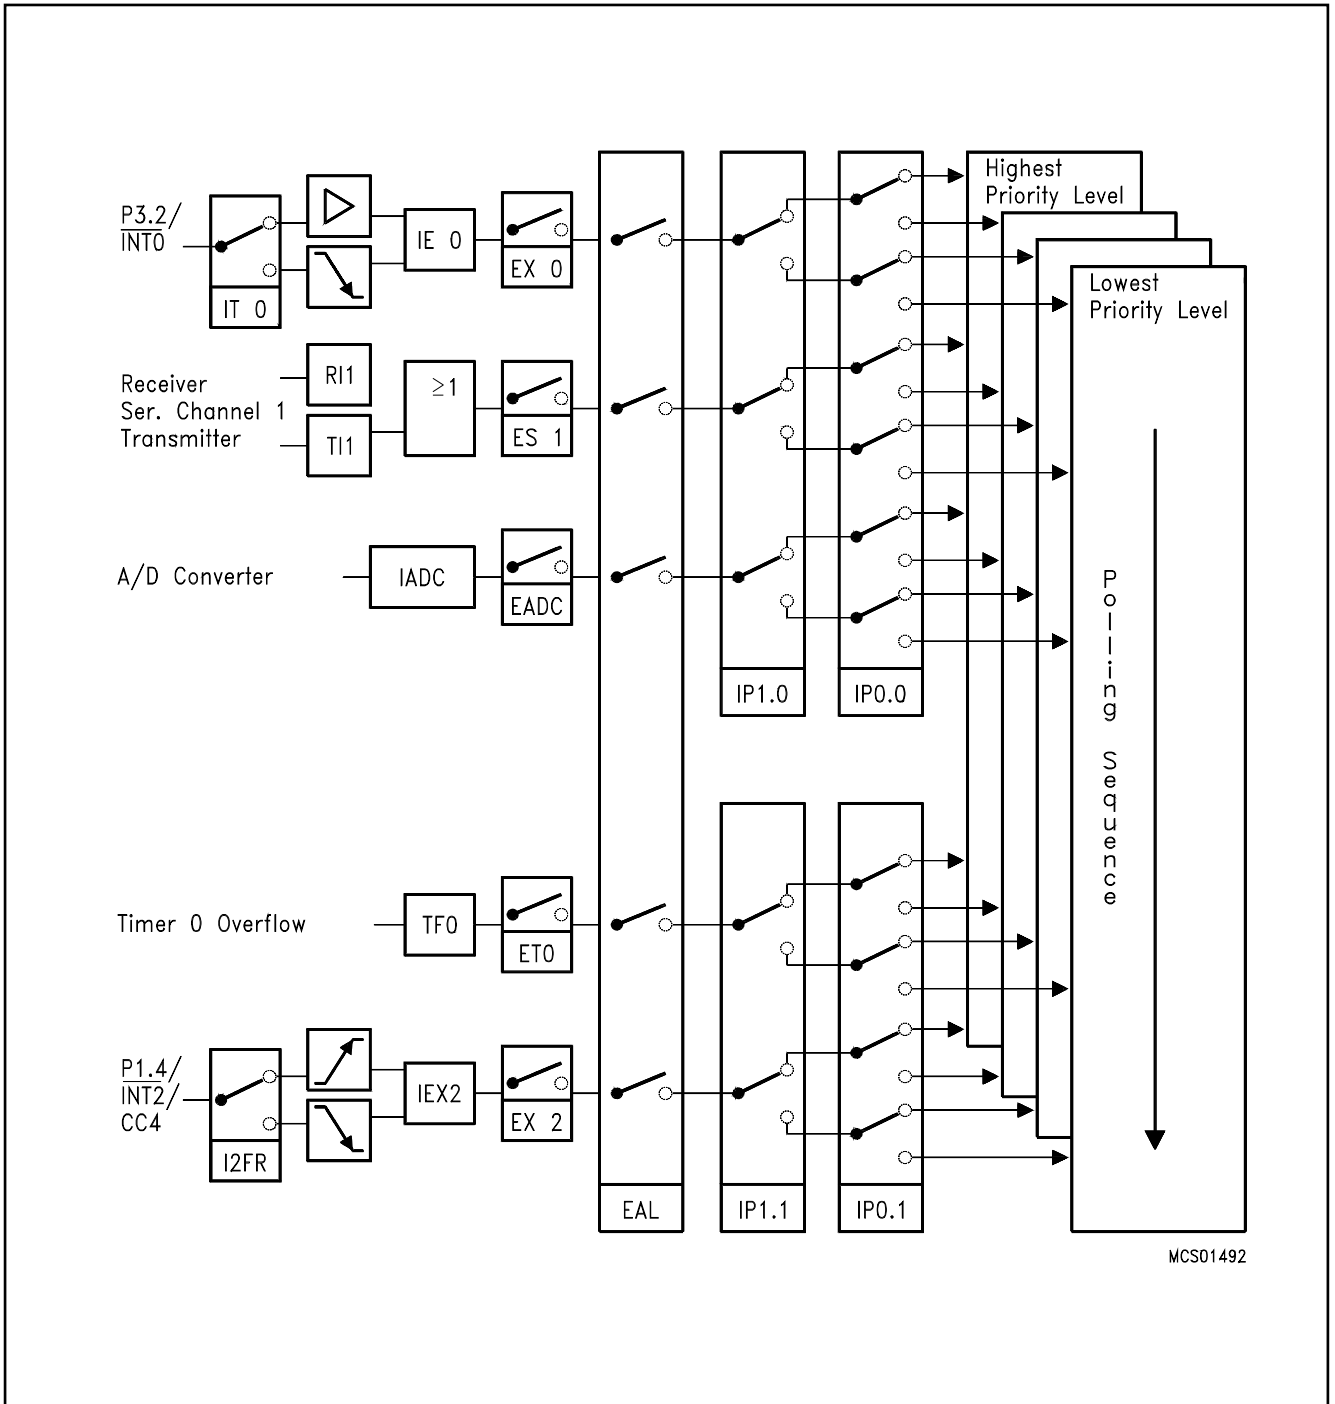 Highest
Priority Level
P3.2/
INT0
IE 0
EX 0
IT 0
Lowest
Priority Level
Receiver
Ser. Channel 1
Transmitter
RI1
TI1
≥1
ES 1
A/D Converter
IADC
EADC
IP1.0
IP0.0
Polling Sequence
Timer 0 Overflow
TF0
ET0
P1.4/
INT2/
CC4
I2FR
IEX2
EX 2
EAL
IP1.1
IP0.1
MCS01492